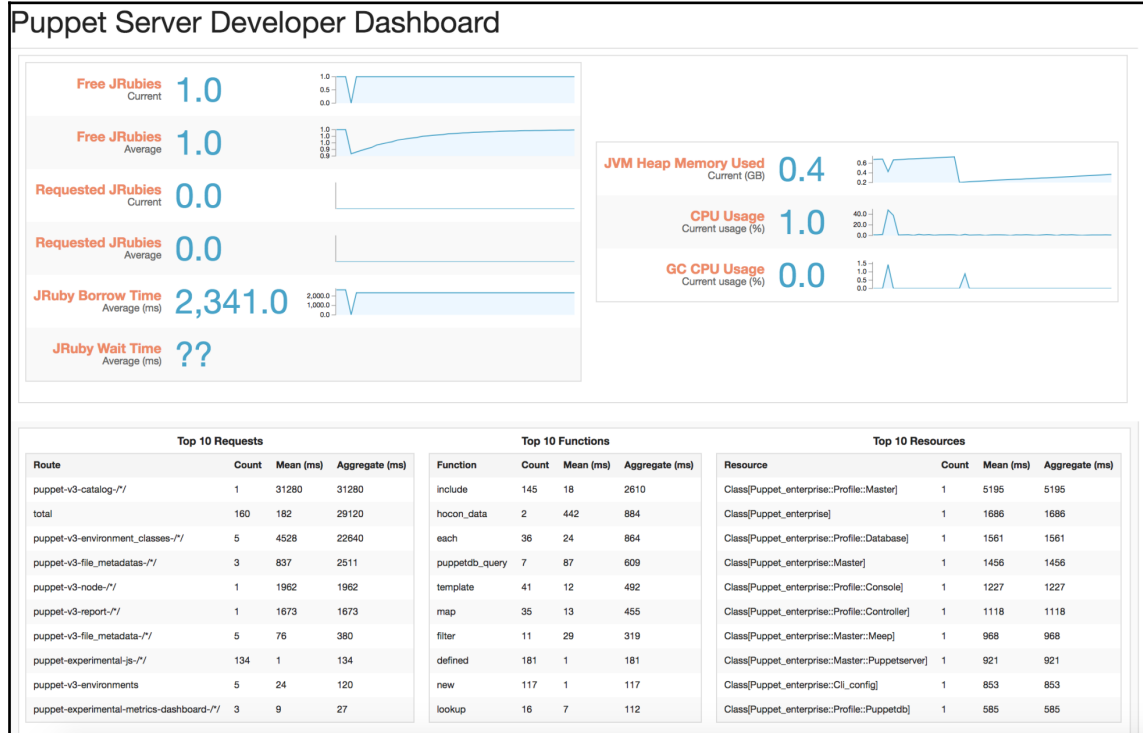 Puppet Server Developer Dashboard
Free JRubies
Current
1.0
1.0
0.5
0.0
Free JRubies
Average
1.0
1.0
1.0
0.9
0.9
Requested JRubies
Current
0.0
Requested JRubies
Average
0.0
JRuby Borrow Time
Average (ms)
2,341.0
2,000.0
1,000.0
0.0
JRuby Wait Time
Average (ms)
??
JVM Heap Memory Used
Current (GB)
0.4
0.6
0.4
0.2
CPU Usage
Current usage (%)
1.0
40.0
20.0
0.0
GC CPU Usage
Current usage (%)
0.0
1.5
1.0
0.5
0.0
Top 10 Requests
Route Count Mean (ms) Aggregate (ms)
puppet-v3-catalog-/*/ 1 31280 31280
total 160 182 29120
puppet-v3-environment_classes-/*/ 5 4528 22640
puppet-v3-file_metadatas-/*/ 3 837 2511
puppet-v3-node-/*/ 1 1962 1962
puppet-v3-report-/*/ 1 1673 1673
puppet-v3-file_metadata-/*/ 5 76 380
puppet-experimental-js-/*/ 134 1 134
puppet-v3-environments 5 24 120
puppet-experimental-metrics-dashboard-/*/ 3 9 27
Top 10 Functions
Function Count Mean (ms) Aggregate (ms)
include 145 18 2610
hocon_data 2 442 884
each 36 24 864
puppetdb_query 7 87 609
template 41 12 492
map 35 13 455
filter 11 29 319
defined 181 1 181
new 117 1 117
lookup 16 7 112
Top 10 Resources
Resource Count Mean (ms) Aggregate (ms)
Class[Puppet_enterprise::Profile::Master] 1 5195 5195
Class[Puppet_enterprise] 1 1686 1686
Class[Puppet_enterprise::Profile::Database] 1 1561 1561
Class[Puppet_enterprise::Master] 1 1456 1456
Class[Puppet_enterprise::Profile::Console] 1 1227 1227
Class[Puppet_enterprise::Profile::Controller] 1 1118 1118
Class[Puppet_enterprise::Master::Meep] 1 968 968
Class[Puppet_enterprise::Master::Puppetserver] 1 921 921
Class[Puppet_enterprise::Cli_config] 1 853 853
Class[Puppet_enterprise::Profile::Puppetdb] 1 585 585